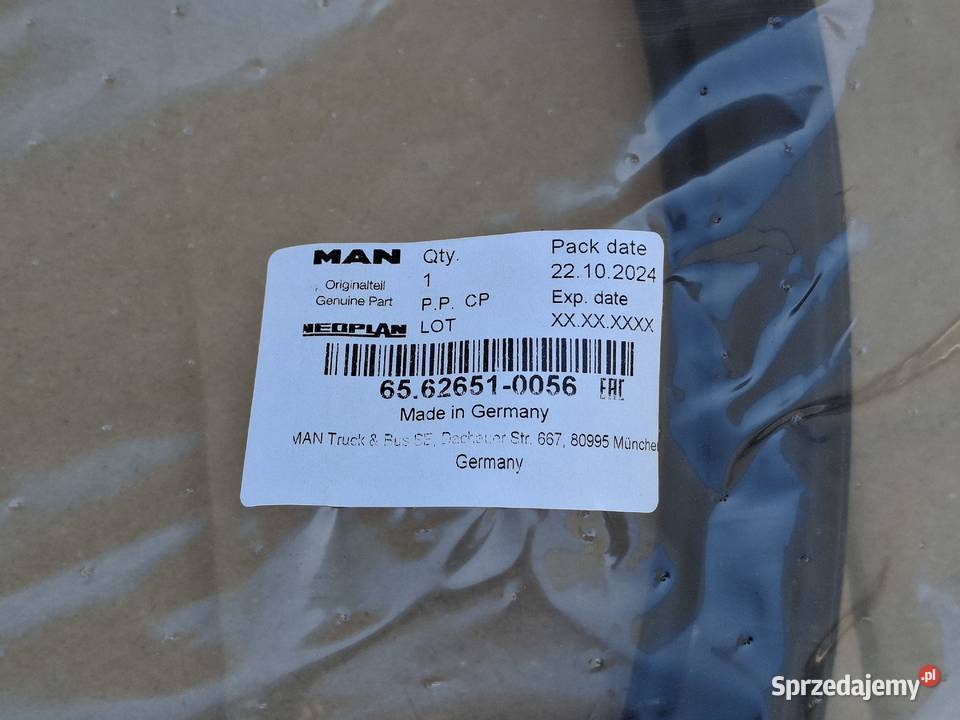 MAN
Originalteil
Genuine Part
NEOPLAN
Qty.
1
P.P. CP
LOT
Pack date
22.10.2024
Exp. date
XX.XX.XXXX
65.62651-0056 EAC
Made in Germany
MAN Truck & Bus SE, Dachauer Str. 667, 80995 München
Germany
Sprzedajemy.pl